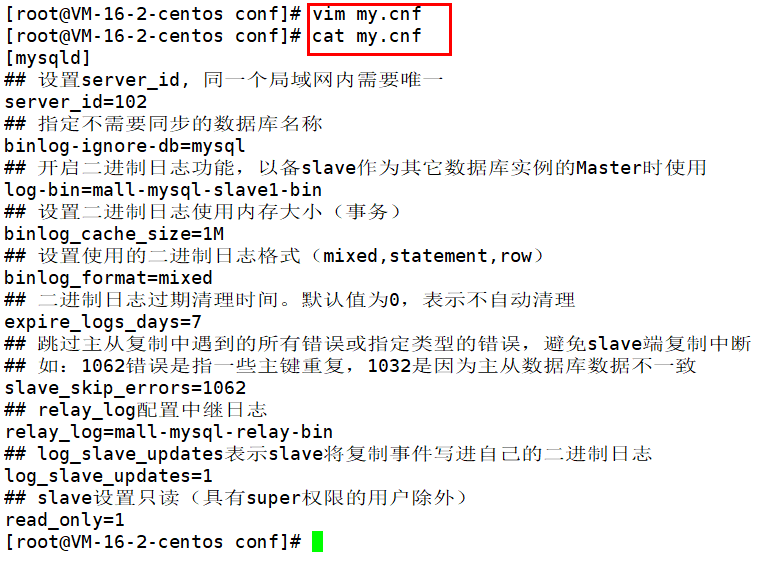 [root@VM-16-2-centos conf]# vim my.cnf
[root@VM-16-2-centos conf]# cat my.cnf
[mysqld]
## 设置server_id, 同一个局域网内需要唯一
server_id=102
## 指定不需要同步的数据库名称
binlog-ignore-db=mysql
## 开启二进制日志功能，以备slave作为其它数据库实例的Master时使用
log-bin=mall-mysql-slave1-bin
## 设置二进制日志使用内存大小（事务）
binlog_cache_size=1M
## 设置使用的二进制日志格式（mixed,statement,row）
binlog_format=mixed
## 二进制日志过期清理时间。默认值为0，表示不自动清理
expire_logs_days=7
## 跳过主从复制中遇到的所有错误或指定类型的错误，避免slave端复制中断
## 如：1062错误是指一些主键重复，1032是因为主从数据库数据不一致
slave_skip_errors=1062
## relay_log配置中继日志
relay_log=mall-mysql-relay-bin
## log_slave_updates表示slave将复制事件写进自己的二进制日志
log_slave_updates=1
## slave设置只读（具有super权限的用户除外）
read_only=1
[root@VM-16-2-centos conf]#